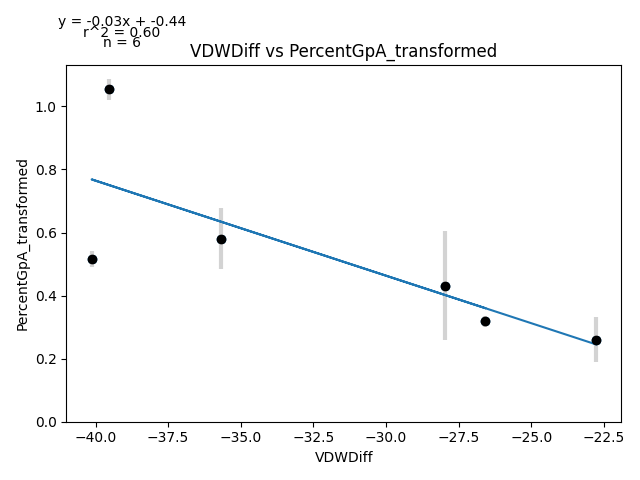 y = -0.03x + -0.44
r^2 = 0.60
n = 6
VDWDiff vs PercentGpA_transformed
1.0
0.8
0.6
0.4
0.2
0.0
PercentGpA_transformed
−40.0 −37.5 −35.0 −32.5 −30.0 −27.5 −25.0 −22.5
VDWDiff